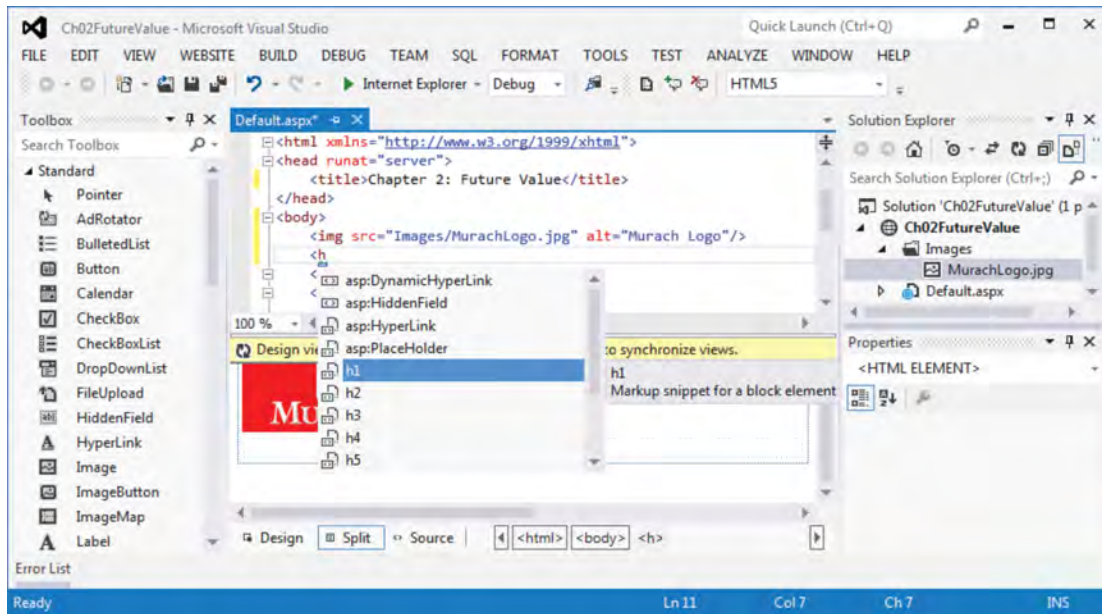 Ch02FutureValue - Microsoft Visual Studio
Quick Launch (Ctrl+Q)
FILE EDIT VIEW WEBSITE BUILD DEBUG TEAM SQL FORMAT TOOLS TEST ANALYZE WINDOW HELP
Internet Explorer Debug HTML5
Toolbox
Search Toolbox
Standard
Pointer
AdRotator
BulletedList
Button
Calendar
CheckBox
CheckBoxList
DropDownList
FileUpload
HiddenField
HyperLink
Image
ImageButton
ImageMap
Label
Default.aspx*
<html xmlns="http://www.w3.org/1999/xhtml">
<head runat="server">
<title>Chapter 2: Future Value</title>
</head>
<body>
<img src="Images/MurachLogo.jpg" alt="Murach Logo"/>
<h
<
<
asp:DynamicHyperLink
asp:HiddenField
asp:HyperLink
asp:PlaceHolder
h1
h2
h3
h4
h5
h1
Markup snippet for a block element
100 %
Design vie
to synchronize views.
Mu
Design Split Source <html> <body> <h>
Solution Explorer
Search Solution Explorer (Ctrl+;)
Solution 'Ch02FutureValue' (1 p
Ch02FutureValue
Images
MurachLogo.jpg
Default.aspx
Properties
<HTML ELEMENT>
Error List
Ready Ln 11 Col 7 Ch 7 INS